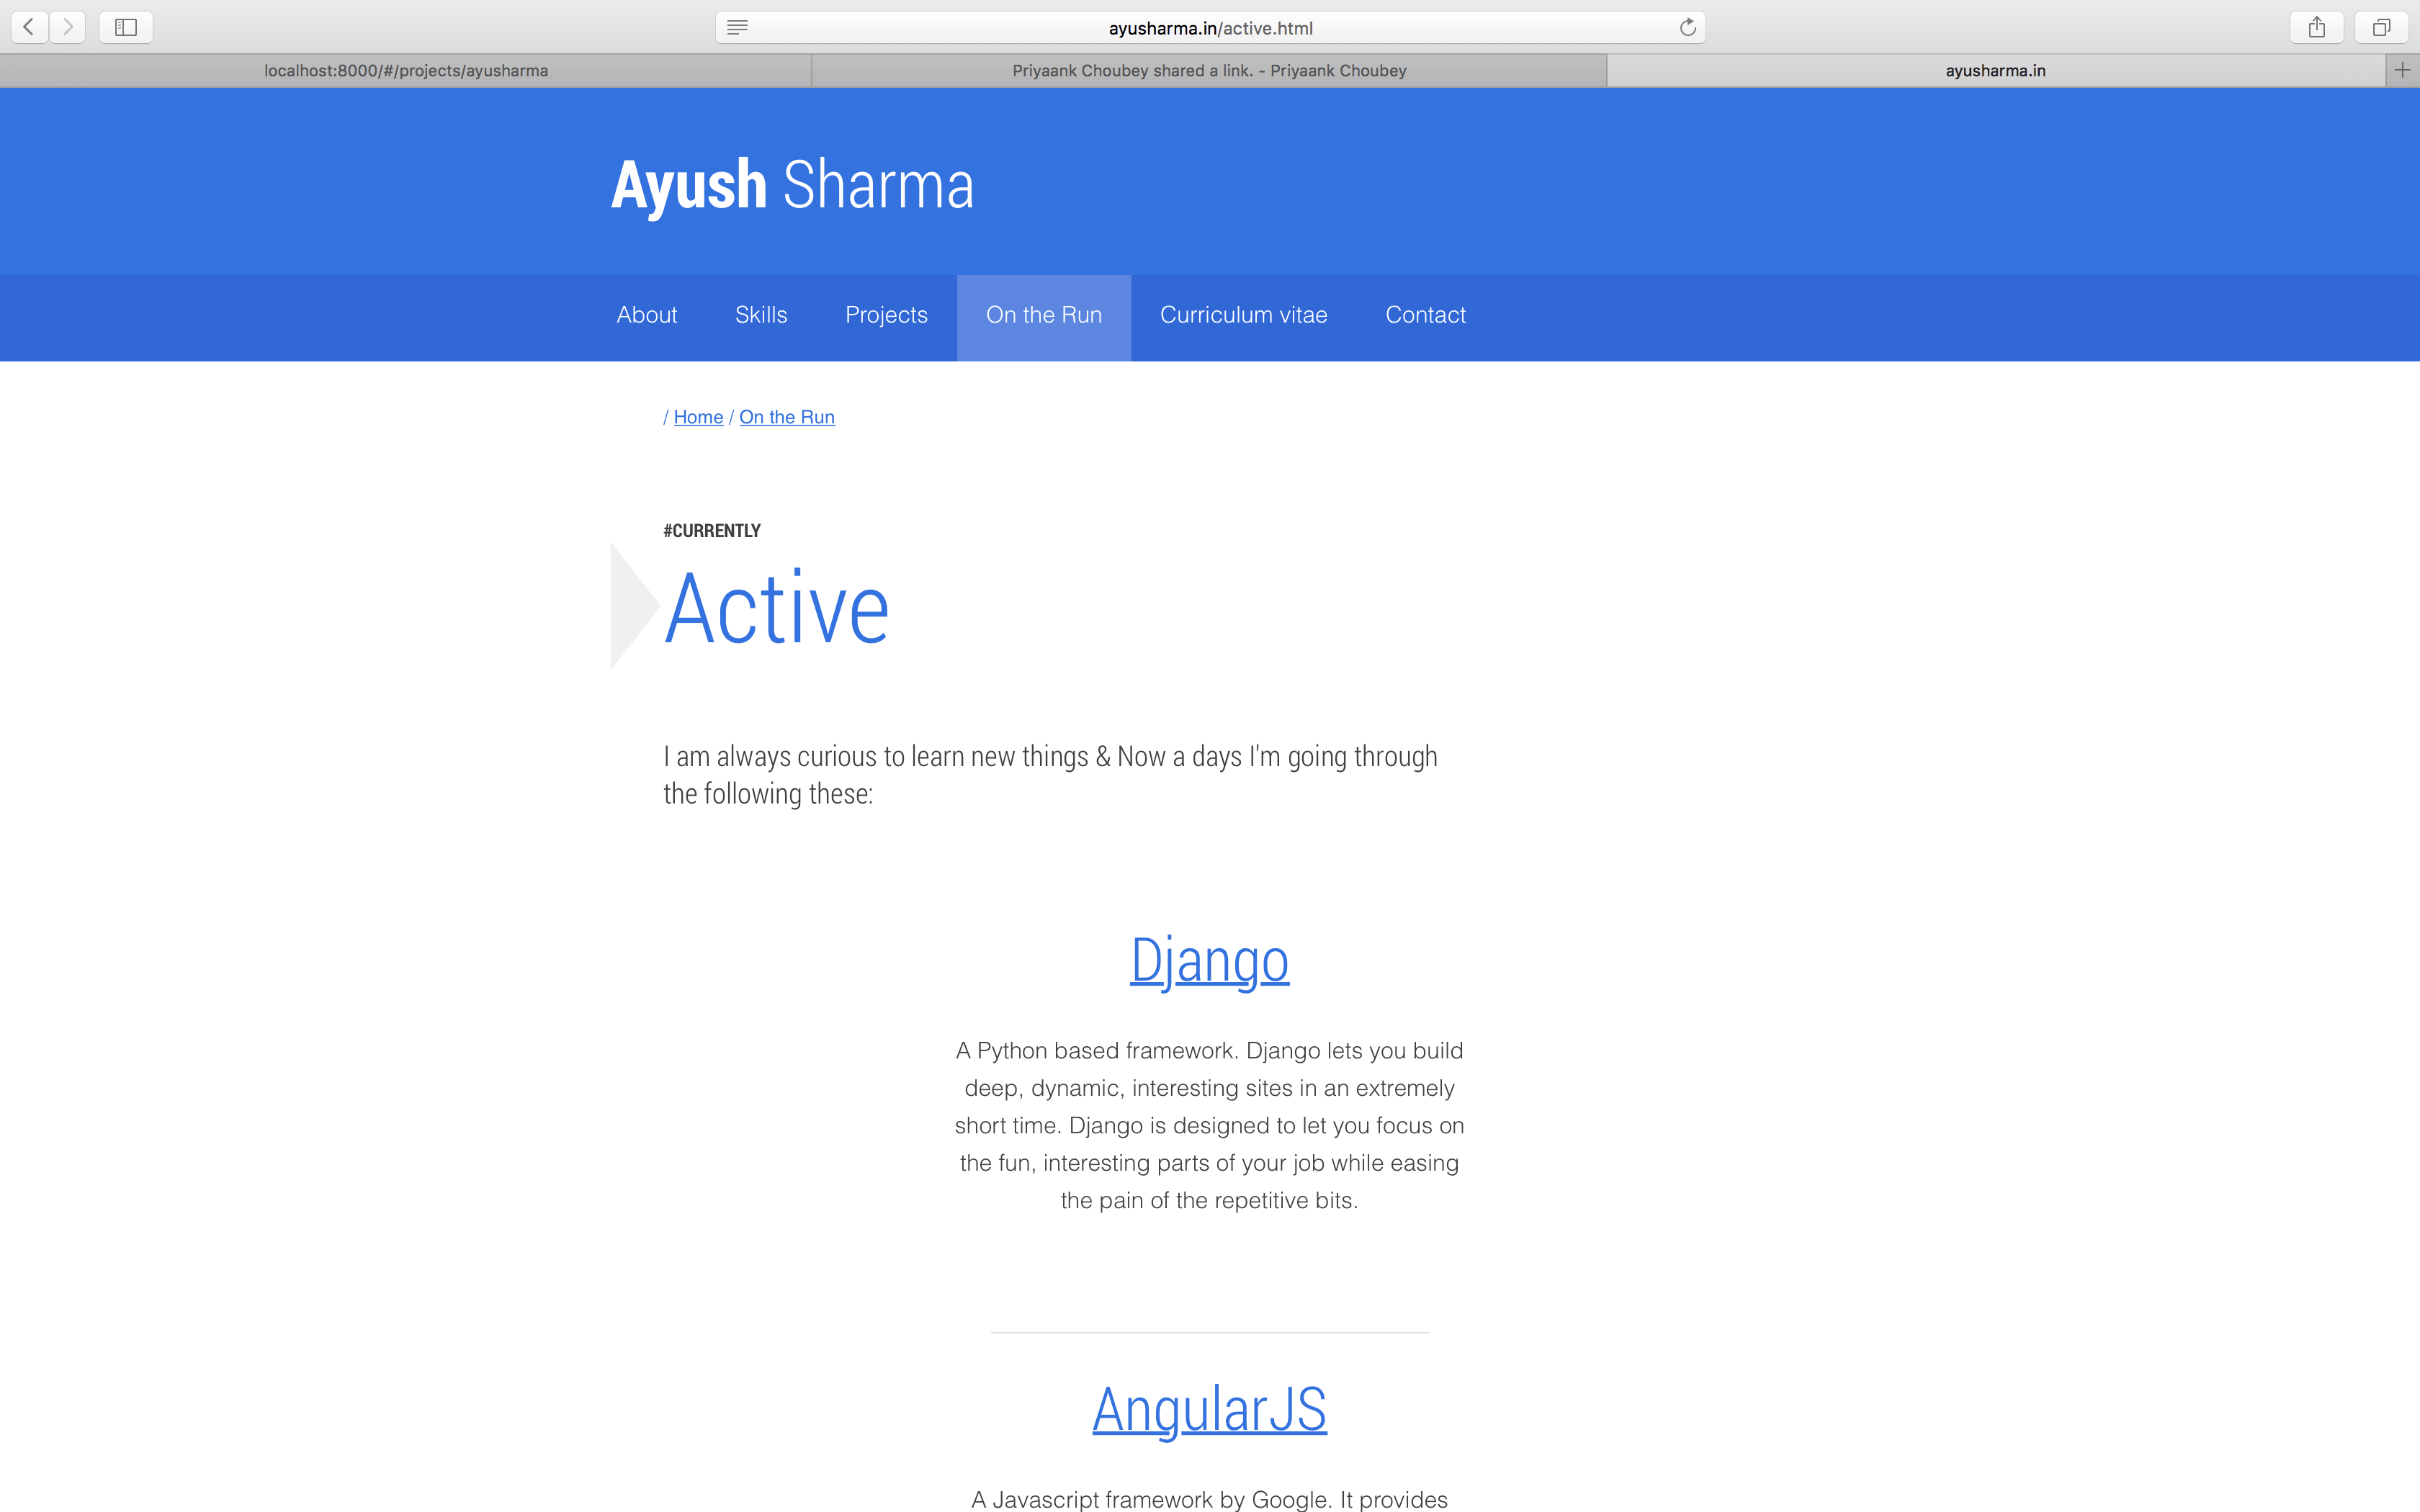 ayusharma.in/active.html
localhost:8000/#/projects/ayusharma
Priyaank Choubey shared a link. - Priyaank Choubey
ayusharma.in
Ayush Sharma
About
Skills
Projects
On the Run
Curriculum vitae
Contact
/ Home / On the Run
#CURRENTLY
Active
I am always curious to learn new things & Now a days I'm going through
the following these:
Django
A Python based framework. Django lets you build
deep, dynamic, interesting sites in an extremely
short time. Django is designed to let you focus on
the fun, interesting parts of your job while easing
the pain of the repetitive bits.
AngularJS
A Javascript framework by Google. It provides